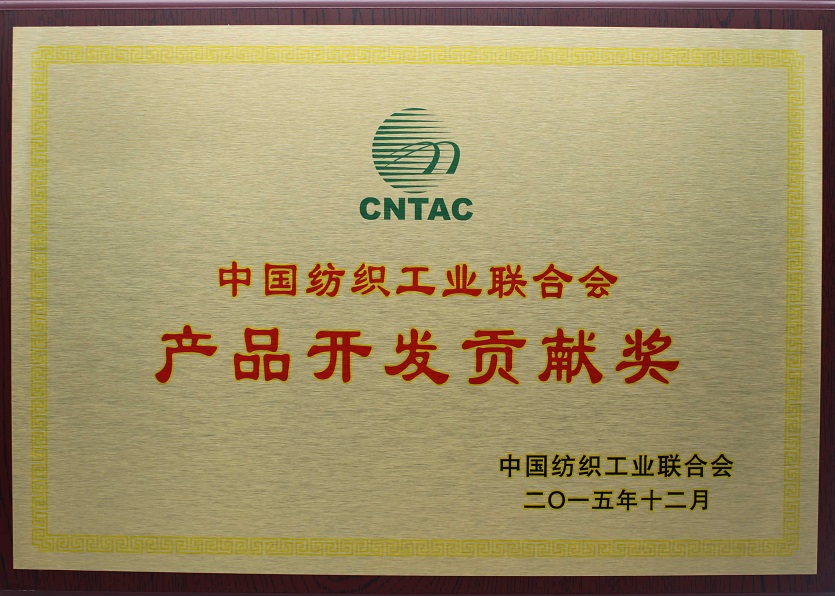 CNTAC
中国纺织工业联合会
产品开发贡献奖
中国纺织工业联合会
二〇一五年十二月